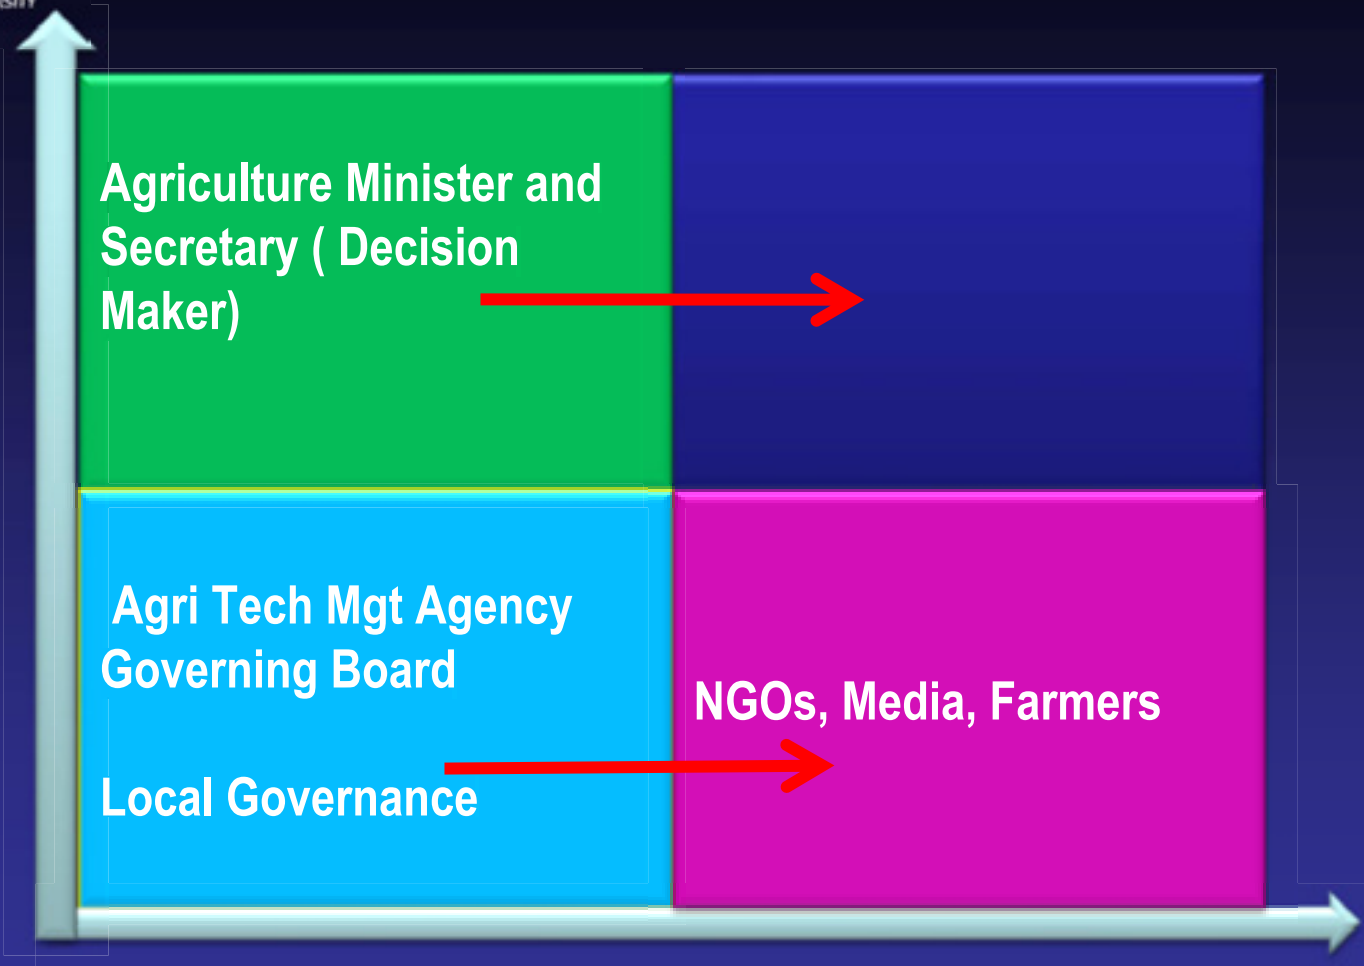 Agriculture Minister and
Secretary ( Decision
Maker)
Agri Tech Mgt Agency
Governing Board
Local Governance
NGOs, Media, Farmers